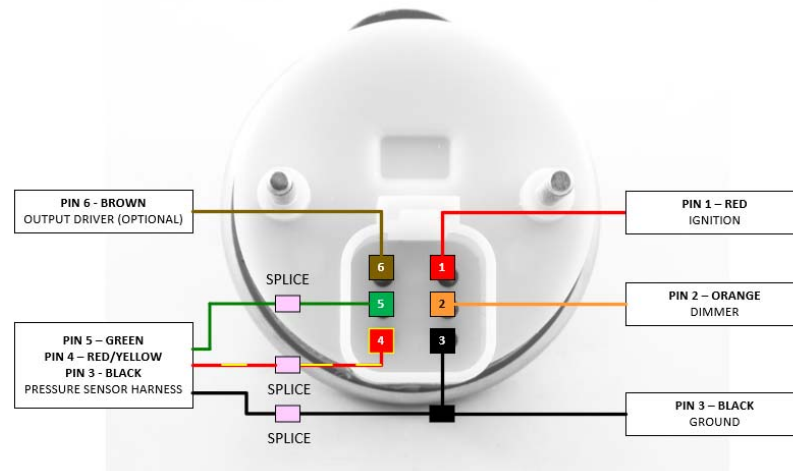 PIN 6 - BROWN
OUTPUT DRIVER (OPTIONAL)
PIN 1 – RED
IGNITION
6
1
SPLICE
5
2
PIN 2 – ORANGE
DIMMER
PIN 5 – GREEN
PIN 4 – RED/YELLOW
PIN 3 - BLACK
PRESSURE SENSOR HARNESS
4
3
SPLICE
SPLICE
PIN 3 – BLACK
GROUND